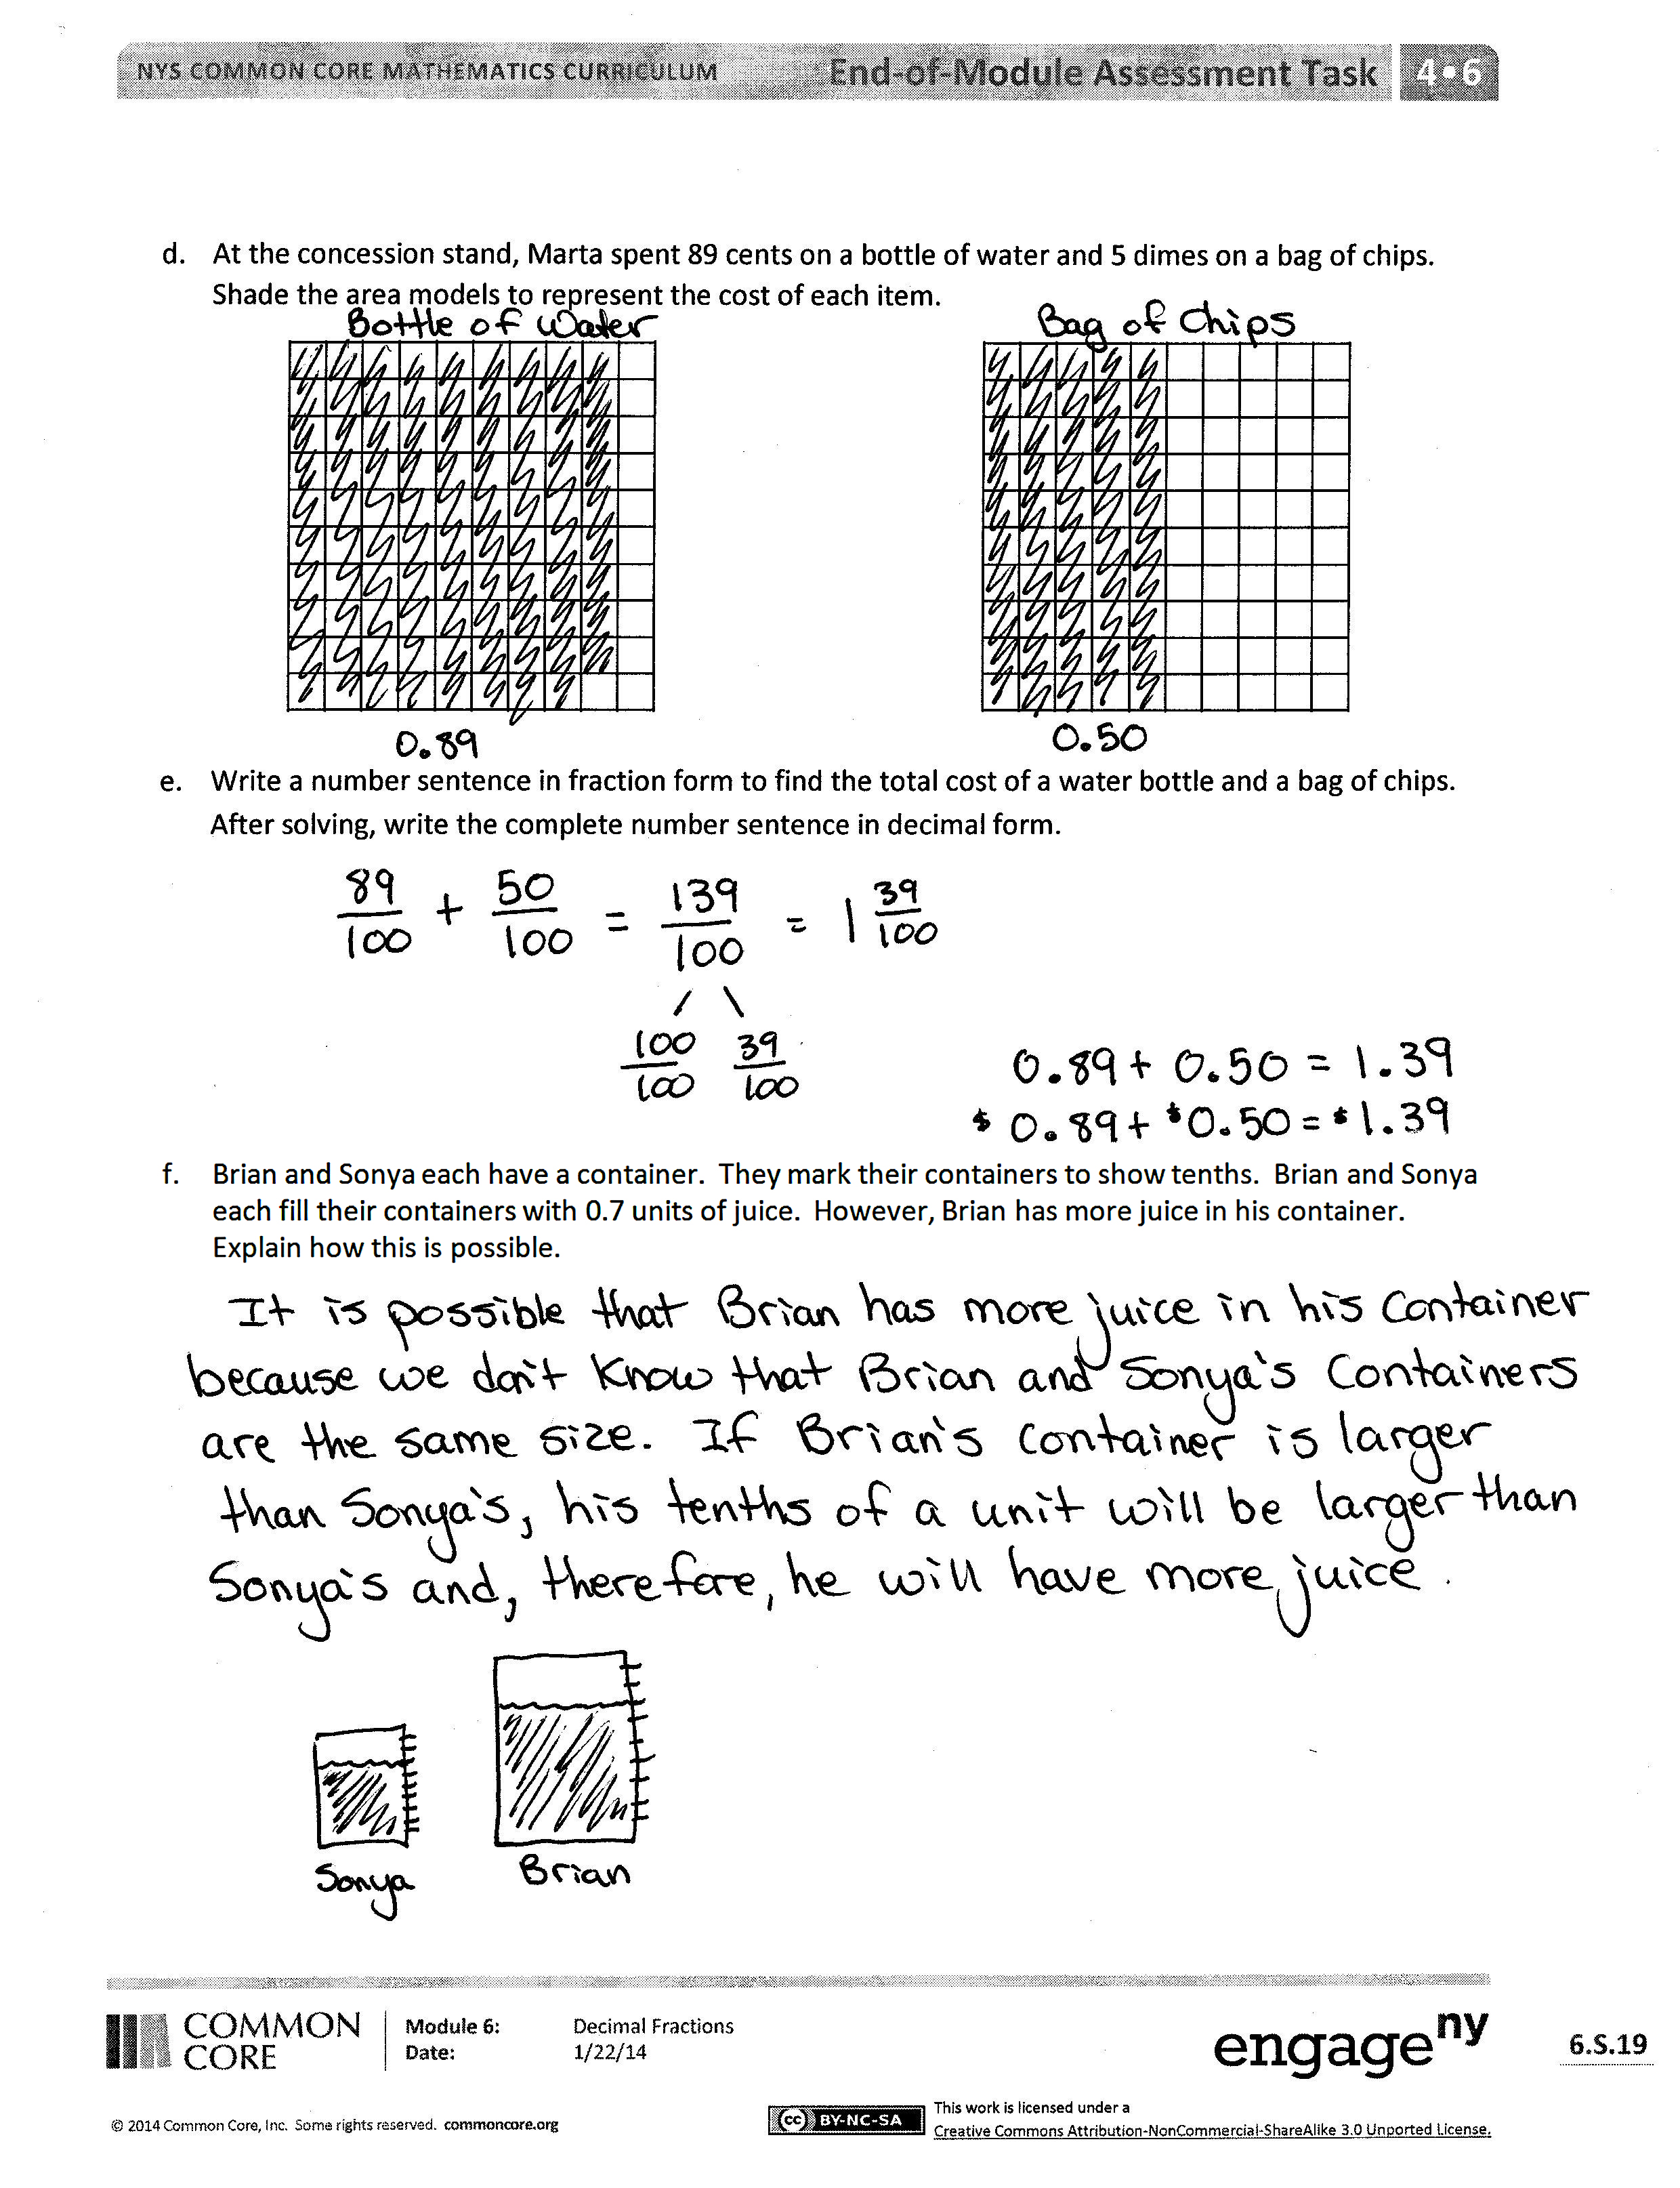 NYS COMMON CORE MATHEMATICS CURRICULUM End-of-Module Assessment Task 4•6
d. At the concession stand, Marta spent 89 cents on a bottle of water and 5 dimes on a bag of chips.
Shade the area models to represent the cost of each item.
Bottle of Water Bag of Chips
0.89 0.50
e. Write a number sentence in fraction form to find the total cost of a water bottle and a bag of chips.
After solving, write the complete number sentence in decimal form.
89/100 + 50/100 = 139/100 = 1 39/100
100/100 39/100
0.89 + 0.50 = 1.39
$0.89 + $0.50 = $1.39
f. Brian and Sonya each have a container. They mark their containers to show tenths. Brian and Sonya
each fill their containers with 0.7 units of juice. However, Brian has more juice in his container.
Explain how this is possible.
It is possible that Brian has more juice in his container
because we don't know that Brian and Sonya's containers
are the same size. If Brian's container is larger
than Sonya's, his tenths of a unit will be larger than
Sonya's and, therefore, he will have more juice.
Sonya Brian
COMMON CORE
Module 6: Decimal Fractions
Date: 1/22/14
engage ny
6.S.19
© 2014 Common Core, Inc. Some rights reserved. commoncore.org
cc BY-NC-SA
This work is licensed under a
Creative Commons Attribution-NonCommercial-ShareAlike 3.0 Unported License.